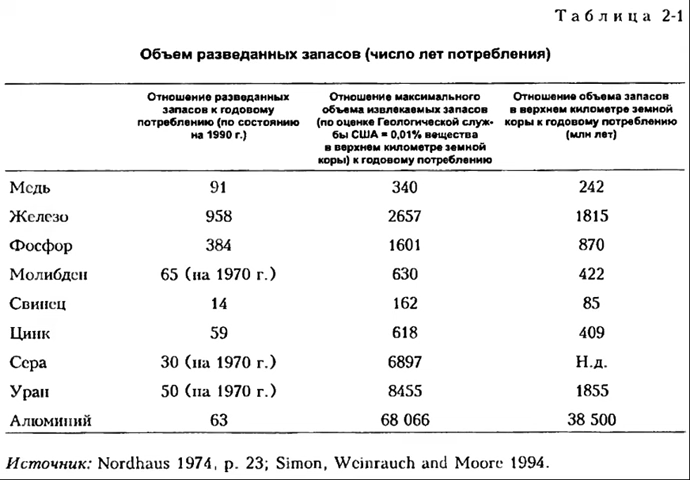 Таблица 2-1
Объем разведанных запасов (число лет потребления)
Отношение разведанных запасов к годовому потреблению (по состоянию на 1990 г.)
Отношение максимального объема извлекаемых запасов (по оценке Геологической службы США = 0,01% вещества в верхнем километре земной коры) к годовому потреблению
Отношение объема запасов в верхнем километре земной коры к годовому потреблению (млн лет)
Медь 91 340 242
Железо 958 2657 1815
Фосфор 384 1601 870
Молибден 65 (на 1970 г.) 630 422
Свинец 14 162 85
Цинк 59 618 409
Сера 30 (на 1970 г.) 6897 Н.д.
Уран 50 (на 1970 г.) 8455 1855
Алюминий 63 68 066 38 500
Источник: Nordhaus 1974, p. 23; Simon, Weinrauch and Moore 1994.